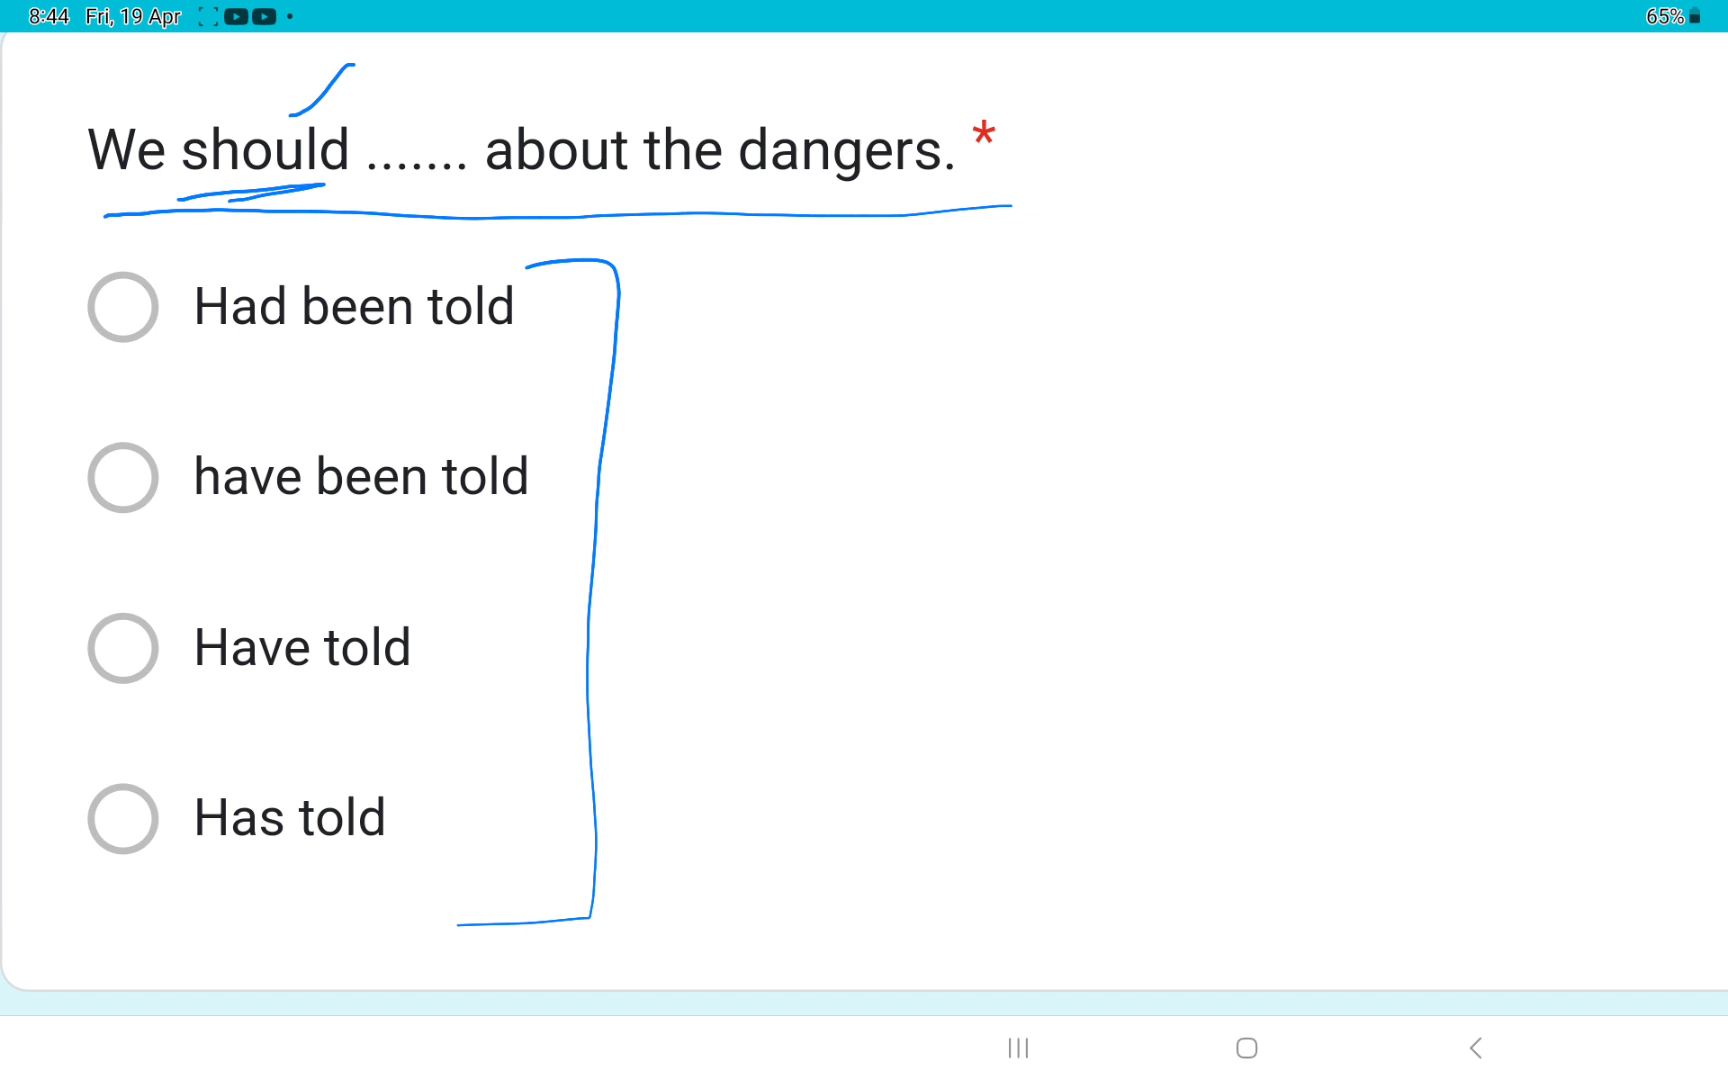 8:44 Fri, 19 Apr
65%
We should ....... about the dangers. *
Had been told
have been told
Have told
Has told